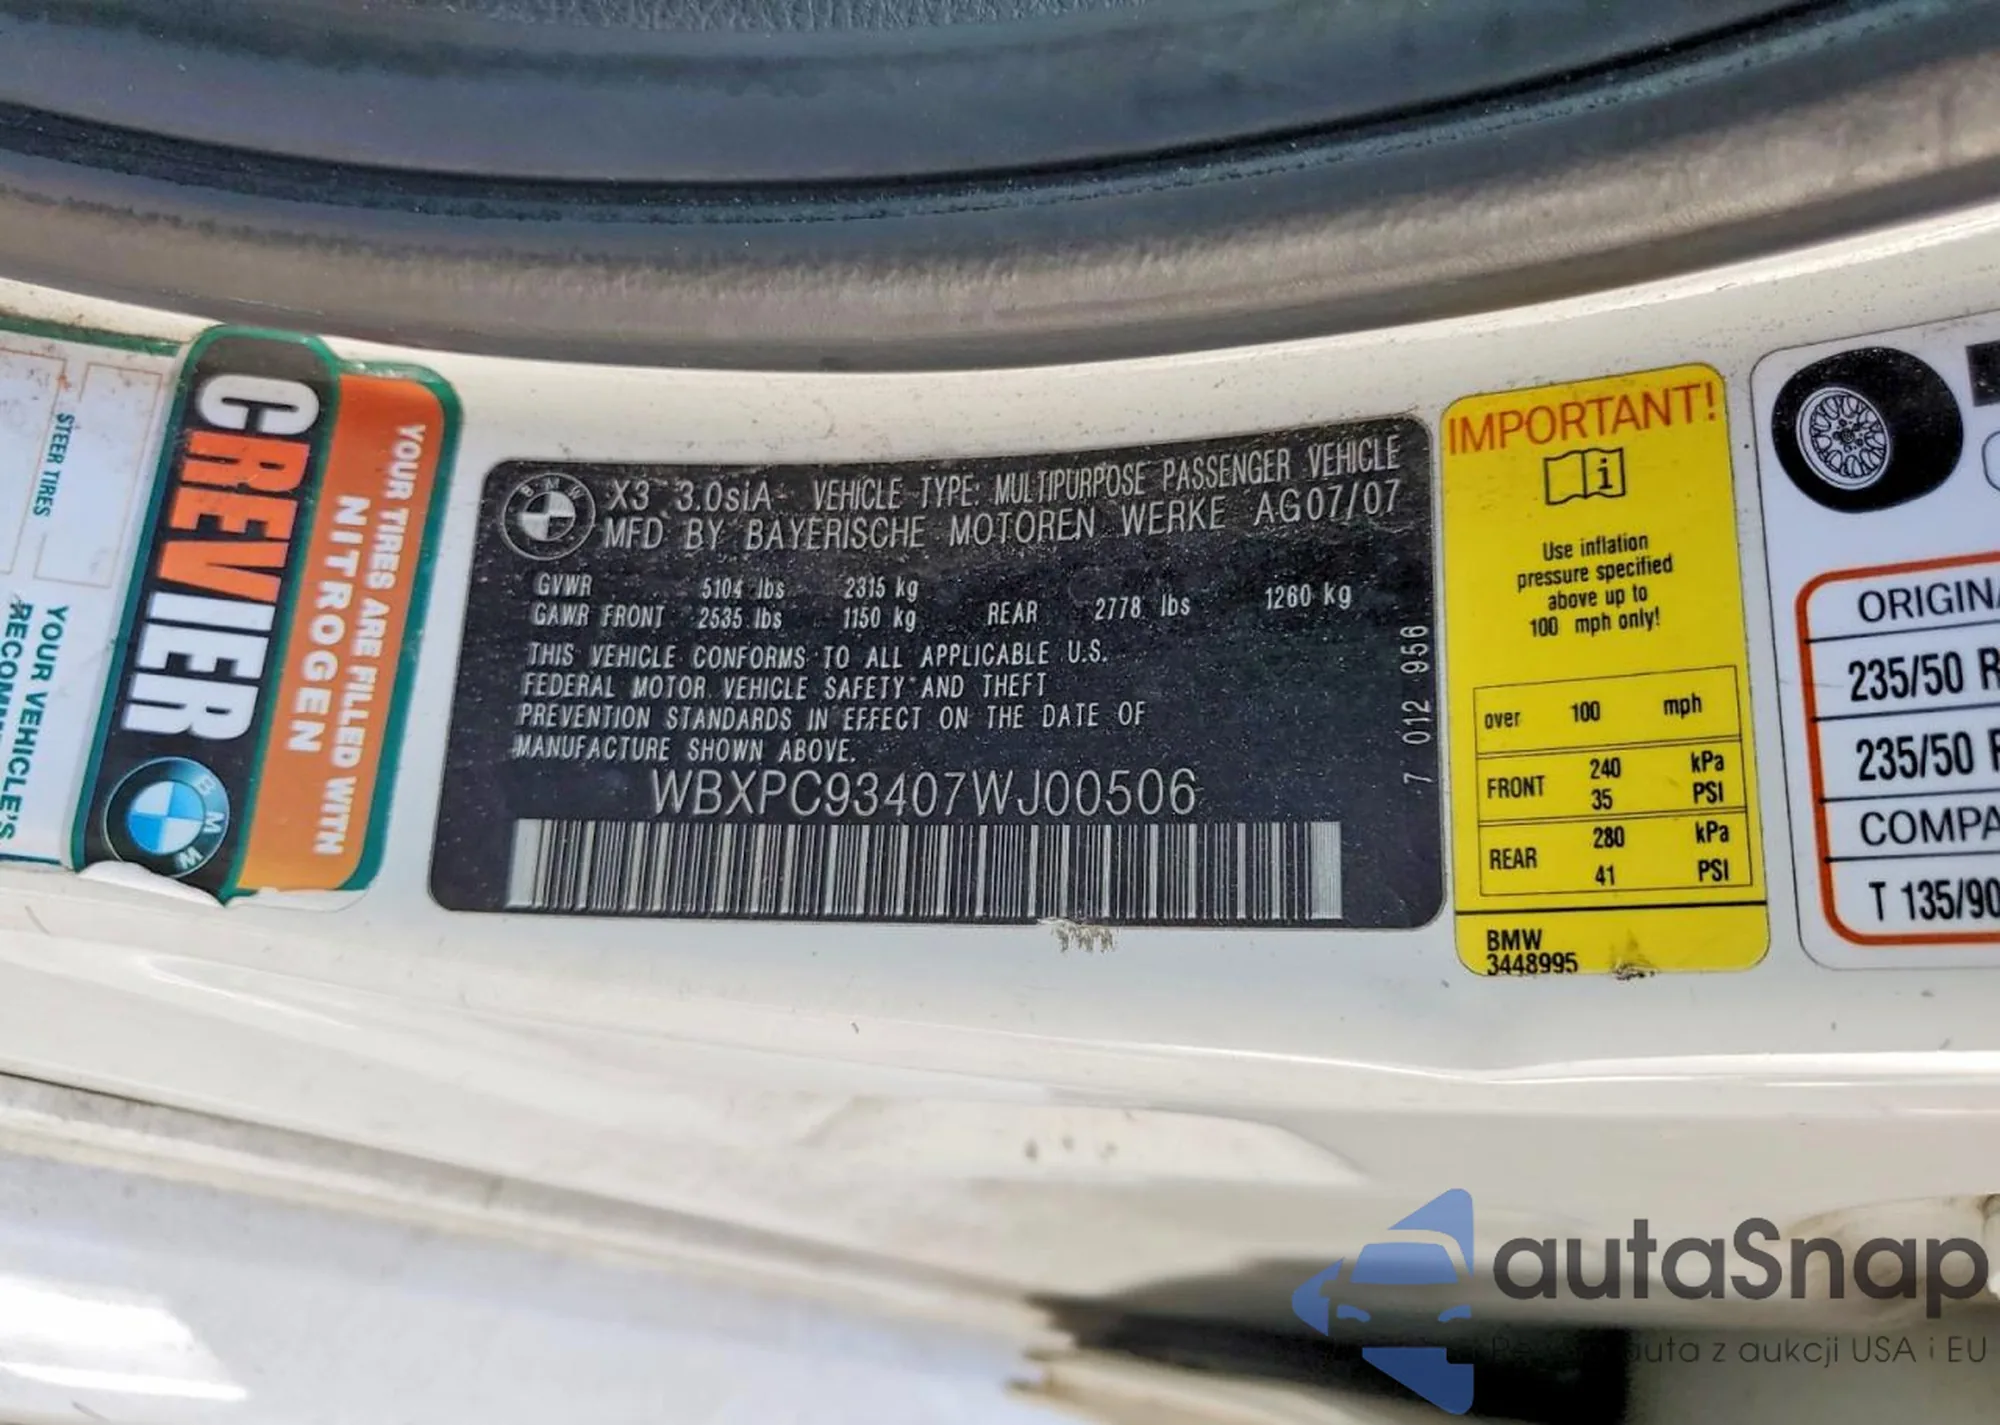 STEER TIRES
YOUR VEHICLE'S
CREVIER
YOUR TIRES ARE FILLED WITH
NITROGEN
BMW
BMW
X3 3.0siA VEHICLE TYPE: MULTIPURPOSE PASSENGER VEHICLE
MFD BY BAYERISCHE MOTOREN WERKE AG07/07
GVWR 5104 lbs 2315 kg
GAWR FRONT 2535 lbs 1150 kg REAR 2778 lbs 1260 kg
THIS VEHICLE CONFORMS TO ALL APPLICABLE U.S.
FEDERAL MOTOR VEHICLE SAFETY AND THEFT
PREVENTION STANDARDS IN EFFECT ON THE DATE OF
MANUFACTURE SHOWN ABOVE.
WBXPC93407WJ00506
7 012 956
IMPORTANT!
i
Use inflation
pressure specified
above up to
100 mph only!
over 100 mph
FRONT 240 kPa
35 PSI
REAR 280 kPa
41 PSI
BMW
3448995
235/50
235/50
T 135/90
autaSnap
auta z aukcji USA i EU